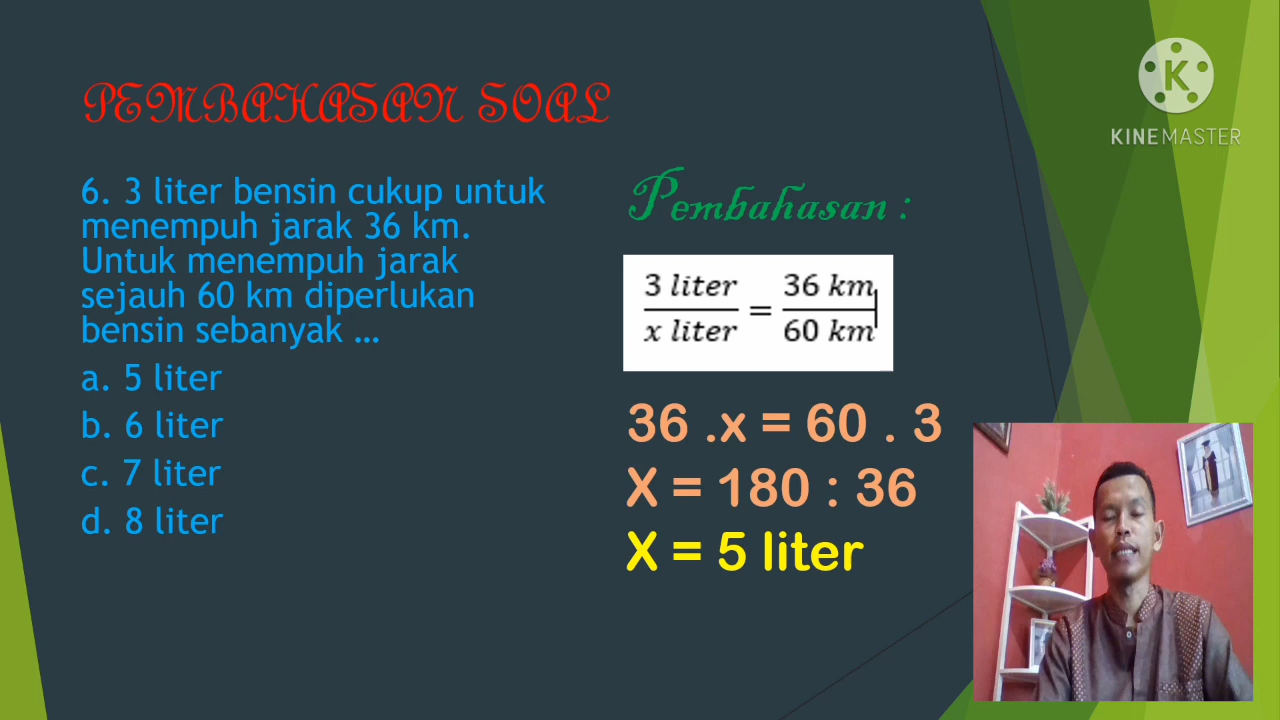 PEMBAHASAN SOAL
6. 3 liter bensin cukup untuk
menempuh jarak 36 km.
Untuk menempuh jarak
sejauh 60 km diperlukan
bensin sebanyak ...
a. 5 liter
b. 6 liter
c. 7 liter
d. 8 liter
Pembahasan :
3 liter / x liter = 36 km / 60 km
36 .x = 60 . 3
X = 180 : 36
X = 5 liter
K
KINEMASTER